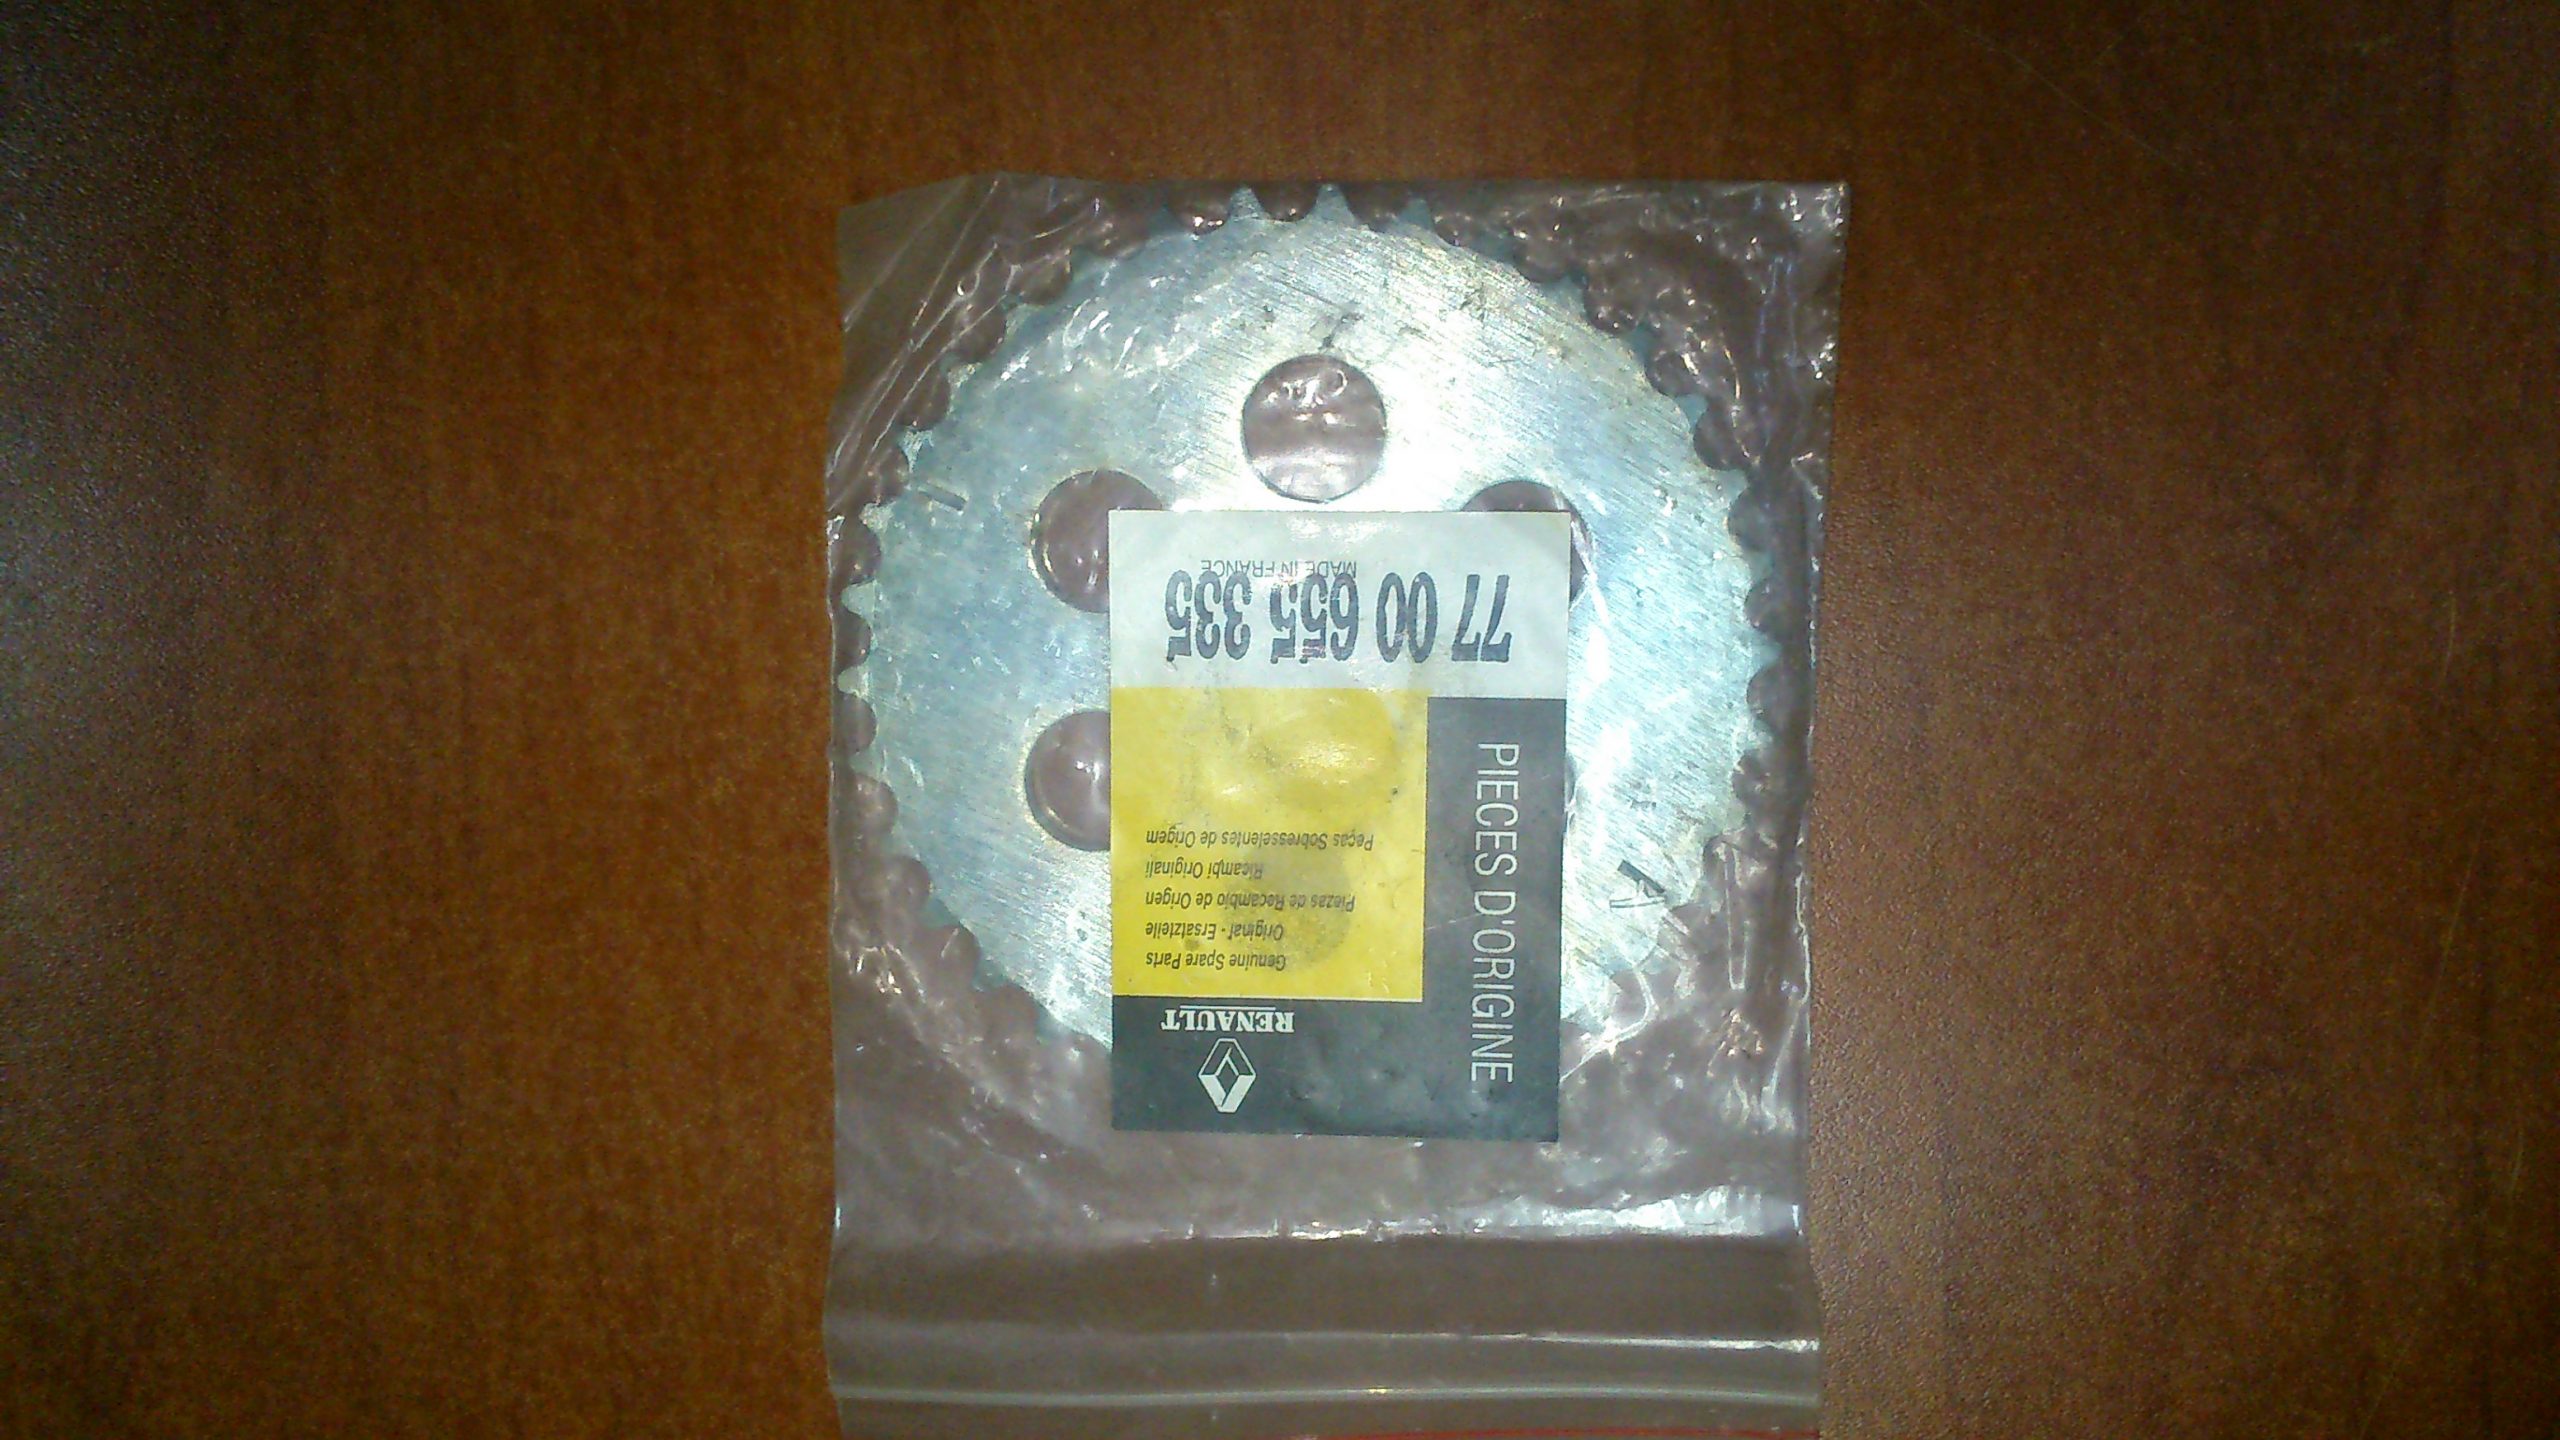 RENAULT
PIECES D'ORIGINE
Genuine Spare Parts
Original - Ersatzteile
Piezas de Recambio de Origen
Ricambi Originali
Peças Sobresselentes de Origem
77 00 655 335
MADE IN FRANCE